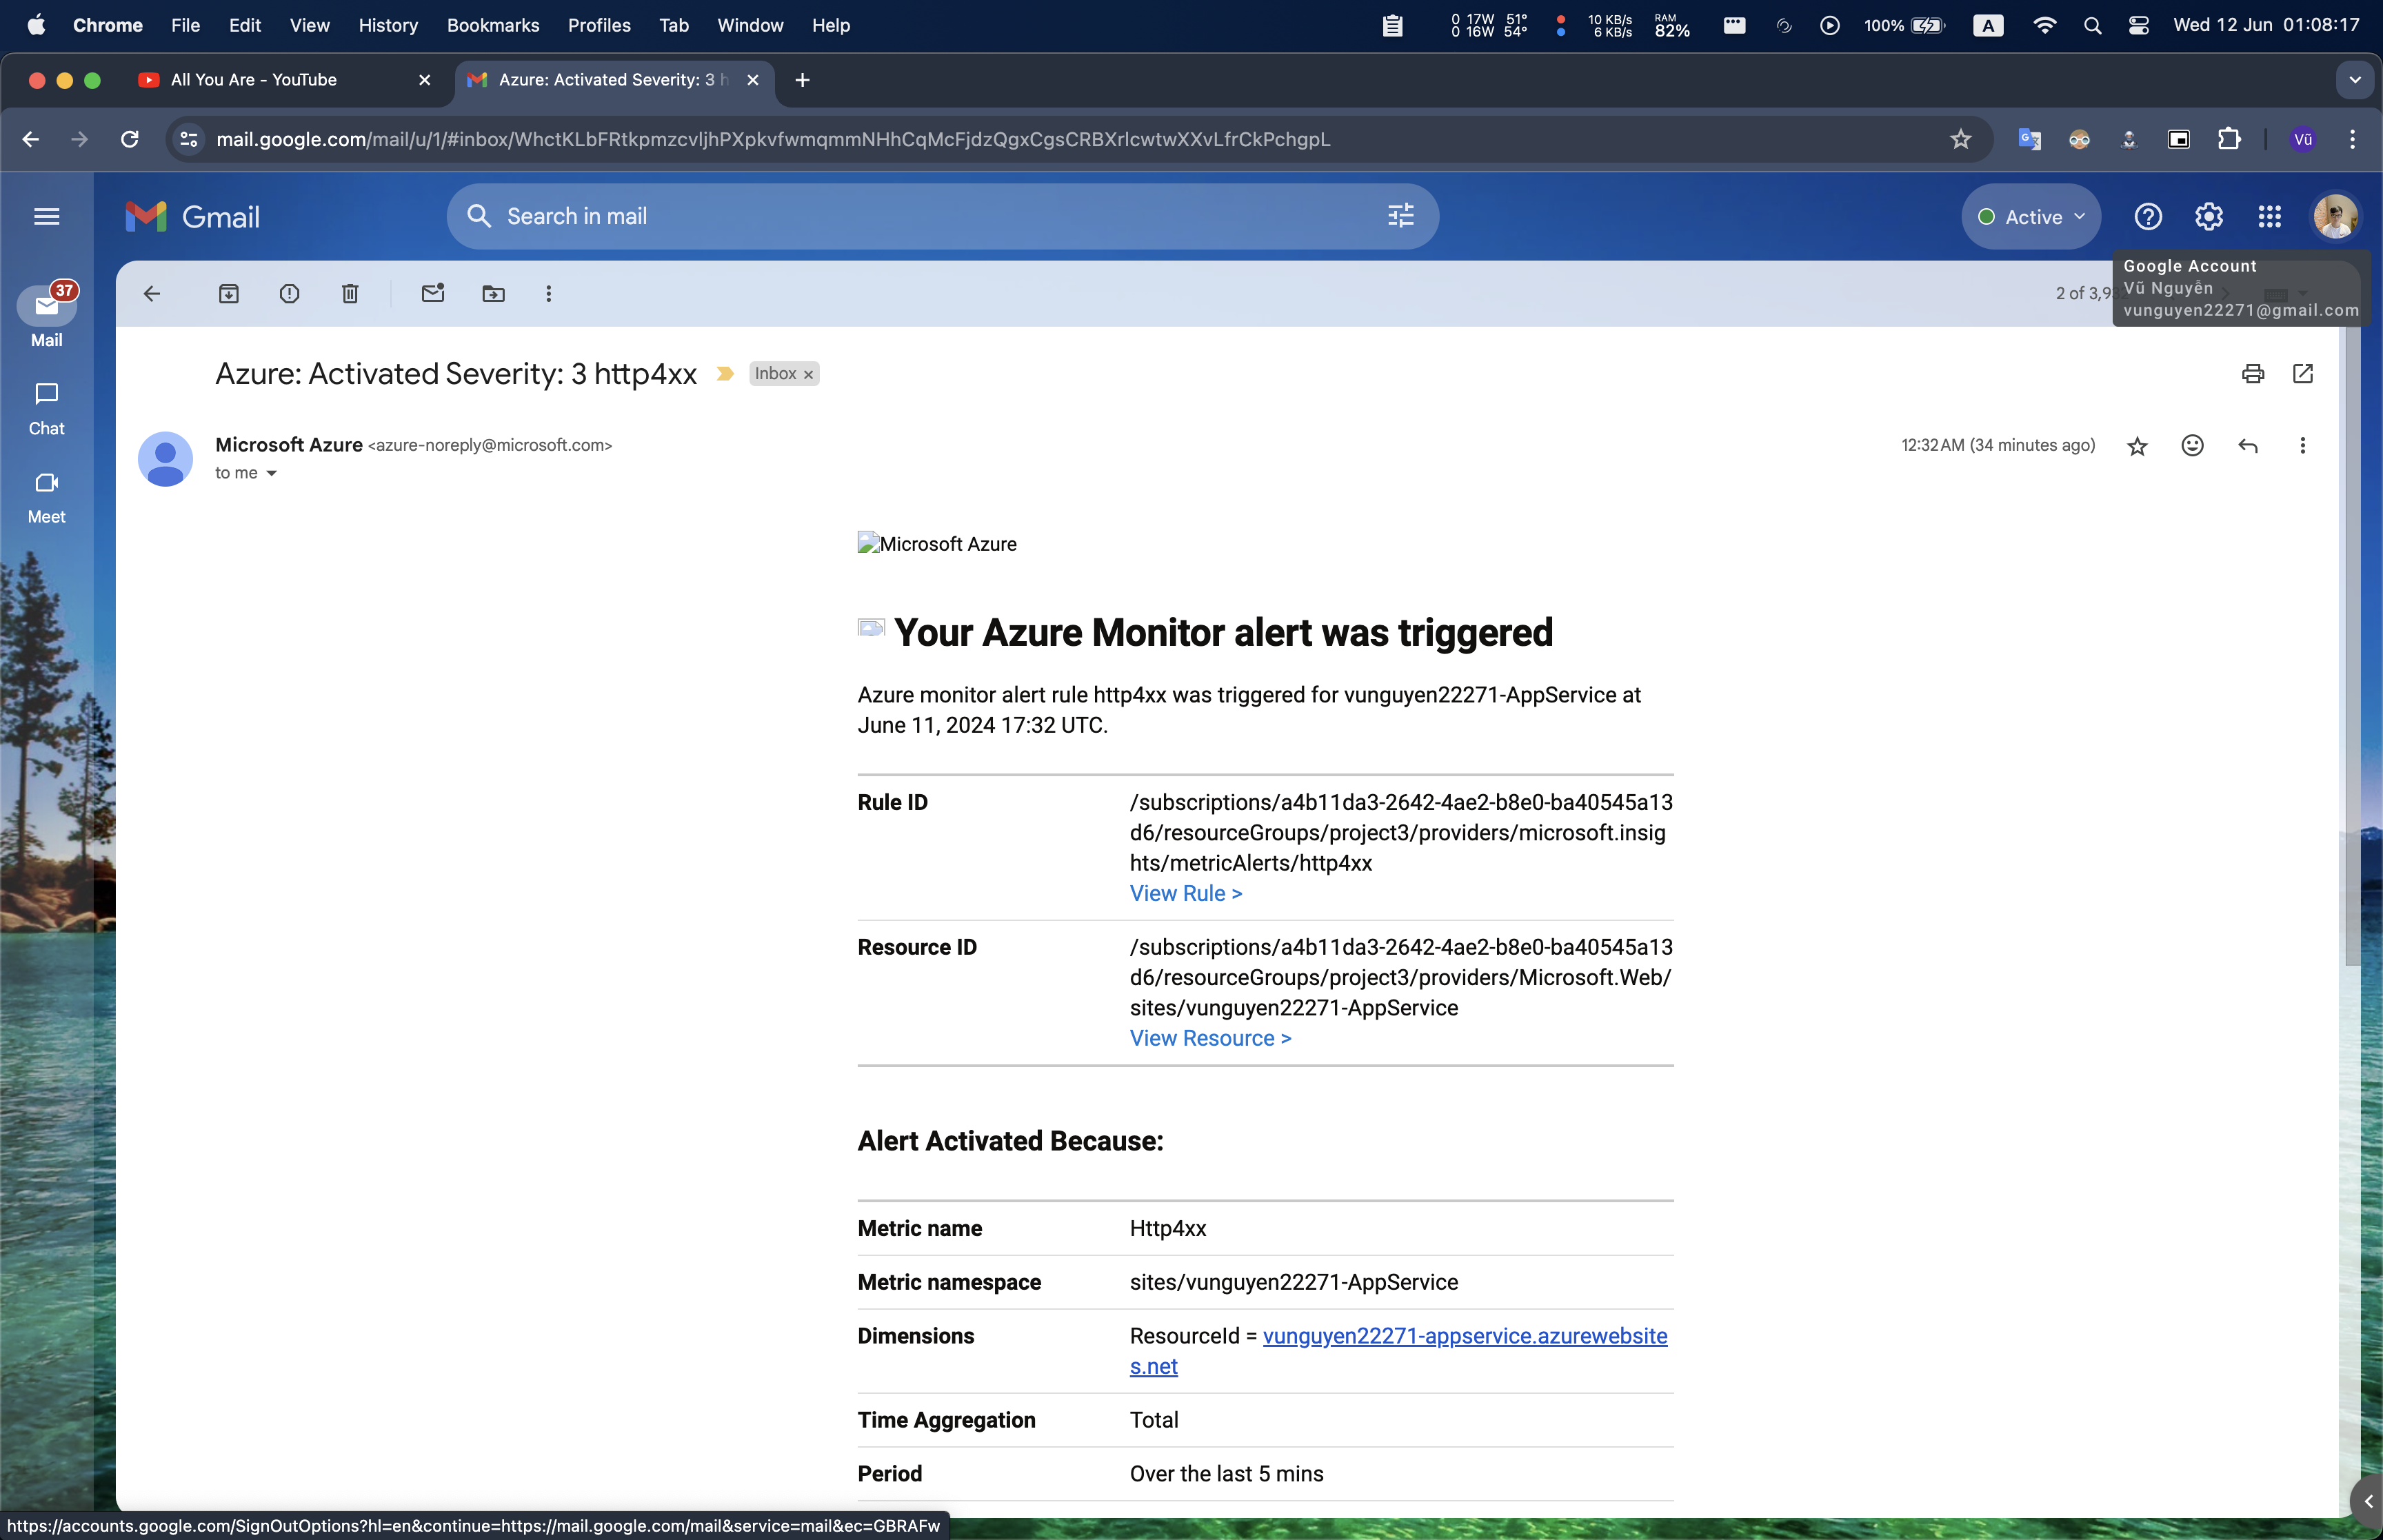 Chrome File Edit View History Bookmarks Profiles Tab Window Help
0 17W 51°
0 16W 54°
10 KB/s
6 KB/s
RAM
82%
100%
A
Wed 12 Jun 01:08:17
All You Are - YouTube
Azure: Activated Severity: 3 h
mail.google.com/mail/u/1/#inbox/WhctKLbFRtkpmzcvljhPXpkvfwmqmmNHhCqMcFjdzQgxCgsCRBXrlcwtwXXvLfrCkPchgpL
Vũ
Gmail
Search in mail
Active
Google Account
Vũ Nguyễn
vunguyen22271@gmail.com
37
Mail
Chat
Meet
2 of 3,9
Azure: Activated Severity: 3 http4xx
Inbox
Microsoft Azure <azure-noreply@microsoft.com>
12:32 AM (34 minutes ago)
to me
Microsoft Azure
Your Azure Monitor alert was triggered
Azure monitor alert rule http4xx was triggered for vunguyen22271-AppService at
June 11, 2024 17:32 UTC.
Rule ID
/subscriptions/a4b11da3-2642-4ae2-b8e0-ba40545a13
d6/resourceGroups/project3/providers/microsoft.insig
hts/metricAlerts/http4xx
View Rule >
Resource ID
/subscriptions/a4b11da3-2642-4ae2-b8e0-ba40545a13
d6/resourceGroups/project3/providers/Microsoft.Web/
sites/vunguyen22271-AppService
View Resource >
Alert Activated Because:
Metric name Http4xx
Metric namespace sites/vunguyen22271-AppService
Dimensions ResourceId = vunguyen22271-appservice.azurewebsite
s.net
Time Aggregation Total
Period Over the last 5 mins
https://accounts.google.com/SignOutOptions?hl=en&continue=https://mail.google.com/mail&service=mail&ec=GBRAFw